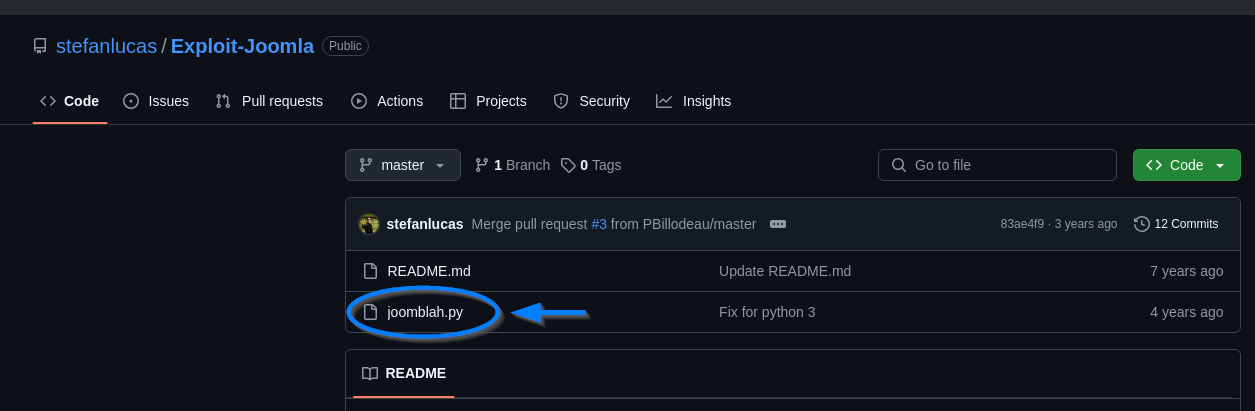 stefanlucas / Exploit-Joomla Public
Code Issues Pull requests Actions Projects Security Insights
master 1 Branch 0 Tags Go to file Code
stefanlucas Merge pull request #3 from PBillodeau/master 83ae4f9 · 3 years ago 12 Commits
README.md Update README.md 7 years ago
joomblah.py Fix for python 3 4 years ago
README